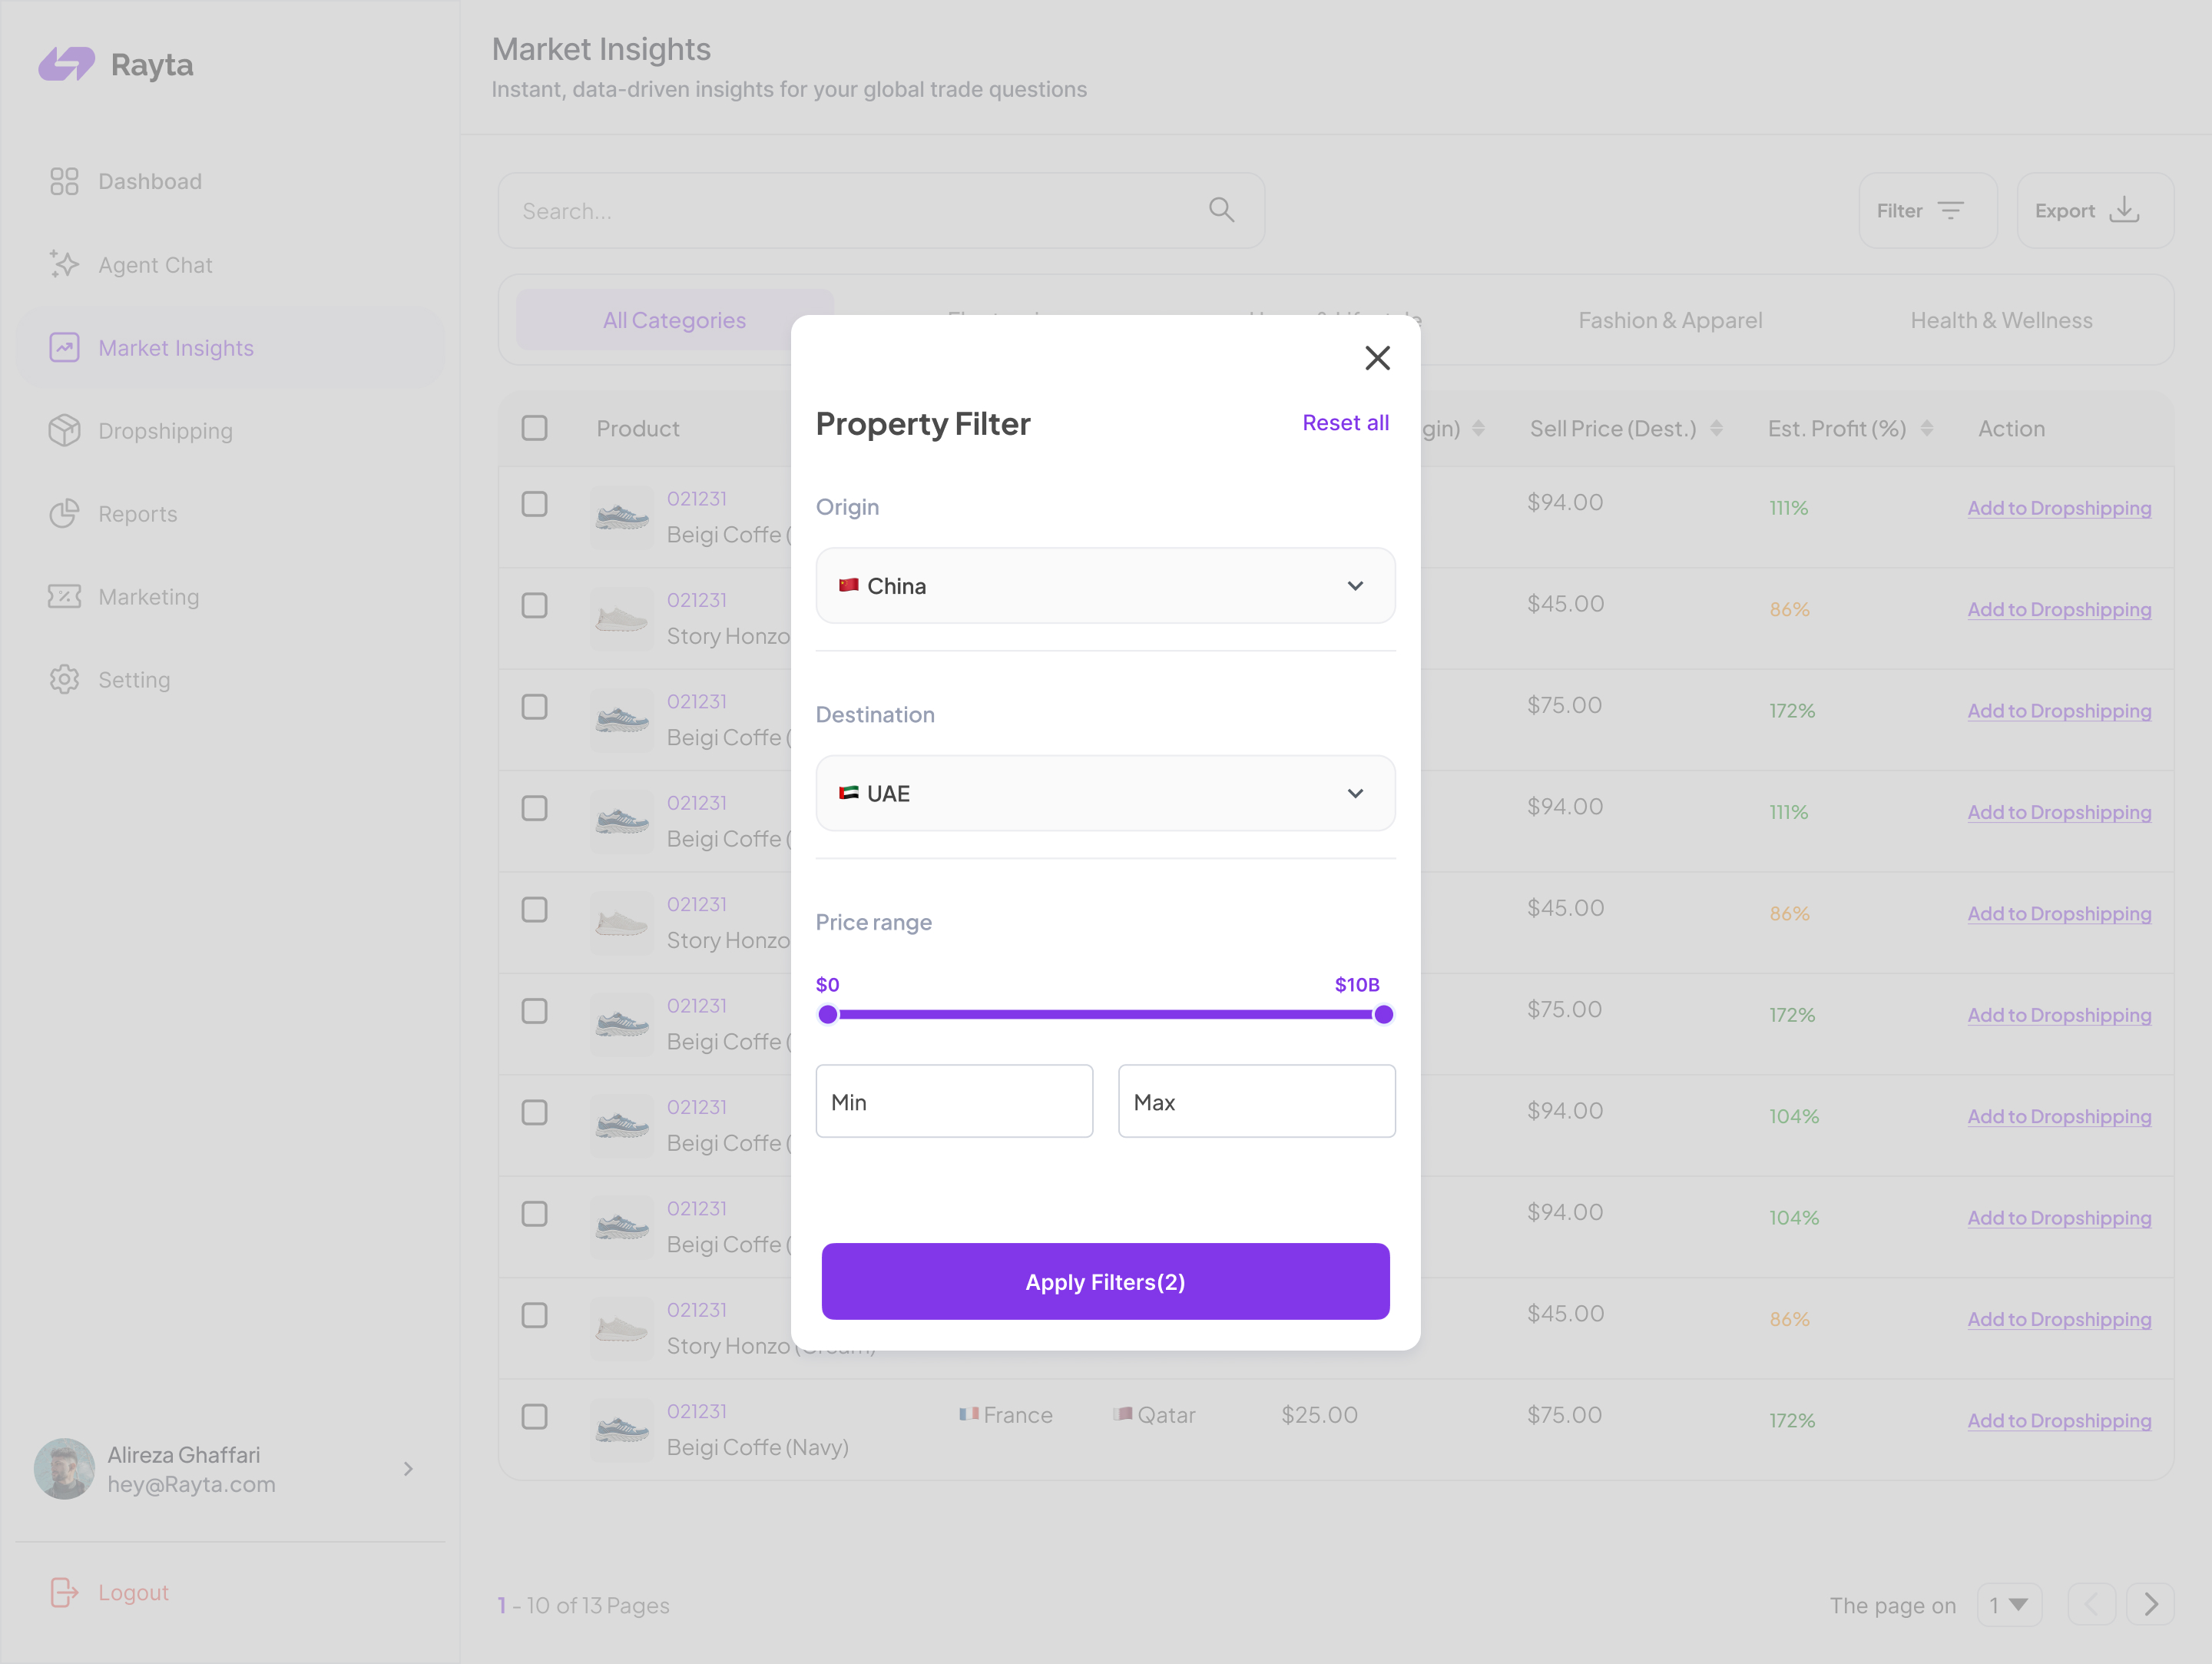 Rayta
Market Insights
Instant, data-driven insights for your global trade questions
Dashboad
Agent Chat
Market Insights
Dropshipping
Reports
Marketing
Setting
Alireza Ghaffari
hey@Rayta.com
Logout
Search...
Filter
Export
All Categories
Fashion & Apparel
Health & Wellness
Product
Sell Price (Dest.)
Est. Profit (%)
Action
021231
Beigi Coffe (
$94.00
111%
Add to Dropshipping
021231
Story Honzo
$45.00
86%
Add to Dropshipping
021231
Beigi Coffe (
$75.00
172%
Add to Dropshipping
021231
Beigi Coffe (
$94.00
111%
Add to Dropshipping
021231
Story Honzo
$45.00
86%
Add to Dropshipping
021231
Beigi Coffe (
$75.00
172%
Add to Dropshipping
021231
Beigi Coffe (
$94.00
104%
Add to Dropshipping
021231
Beigi Coffe (
$94.00
104%
Add to Dropshipping
021231
Story Honzo
$45.00
86%
Add to Dropshipping
021231
Beigi Coffe (Navy)
France
Qatar
$25.00
$75.00
172%
Add to Dropshipping
1 - 10 of 13 Pages
The page on
1
Property Filter
Reset all
Origin
China
Destination
UAE
Price range
$0
$10B
Min
Max
Apply Filters(2)